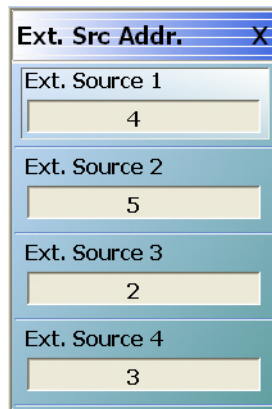 Ext. Src Addr. X
Ext. Source 1
4
Ext. Source 2
5
Ext. Source 3
2
Ext. Source 4
3